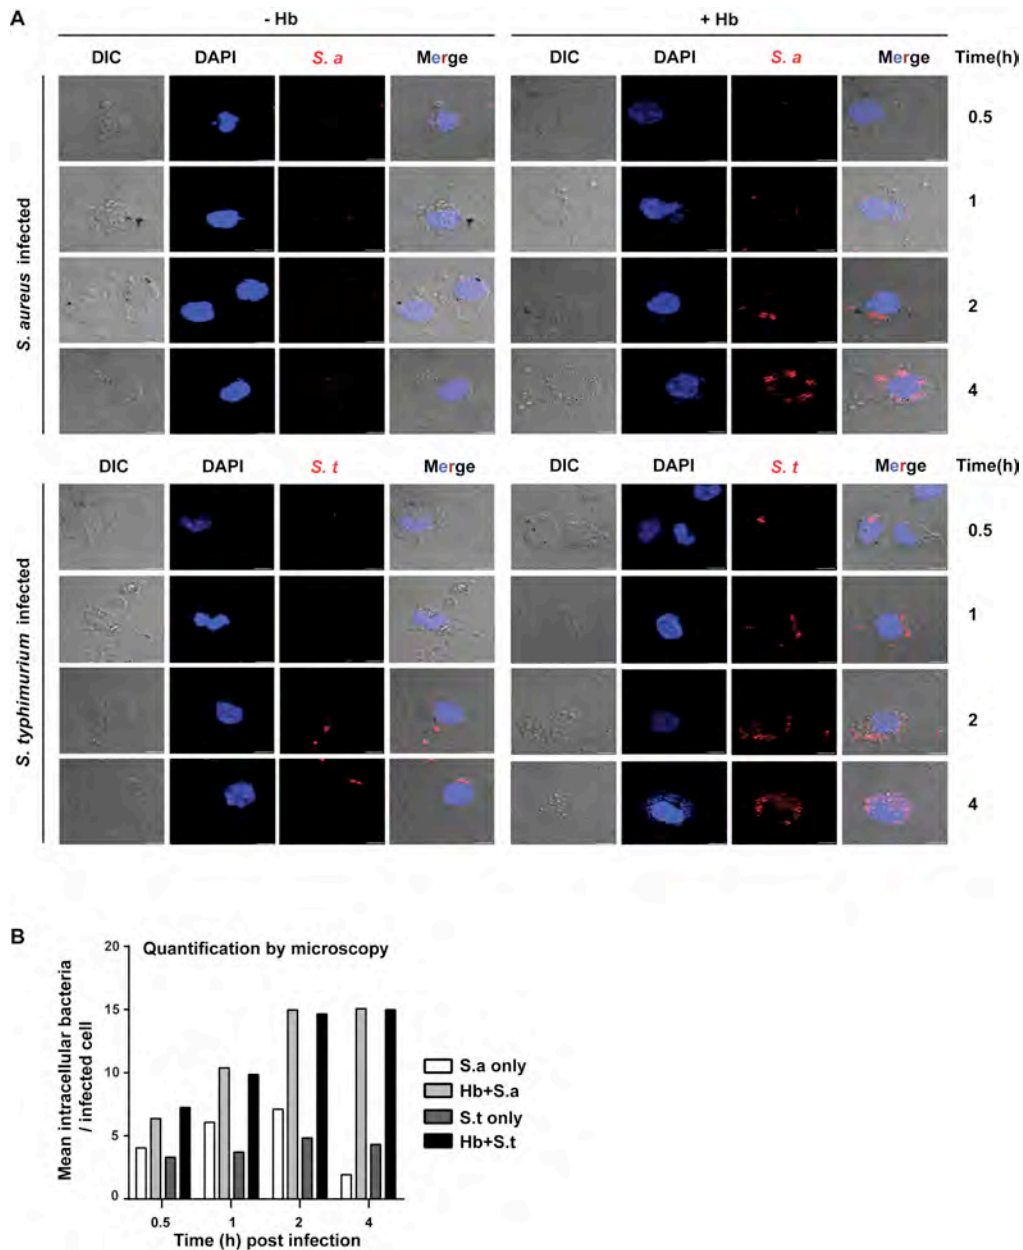 A
- Hb + Hb
DIC DAPI S. a Merge DIC DAPI S. a Merge Time(h)
S. aureus infected
0.5
1
2
4
DIC DAPI S. t Merge DIC DAPI S. t Merge Time(h)
S. typhimurium infected
0.5
1
2
4
B
Quantification by microscopy
Mean intracellular bacteria
/ infected cell
20
15
10
5
0
0.5 1 2 4
Time (h) post infection
S.a only
Hb+S.a
S.t only
Hb+S.t